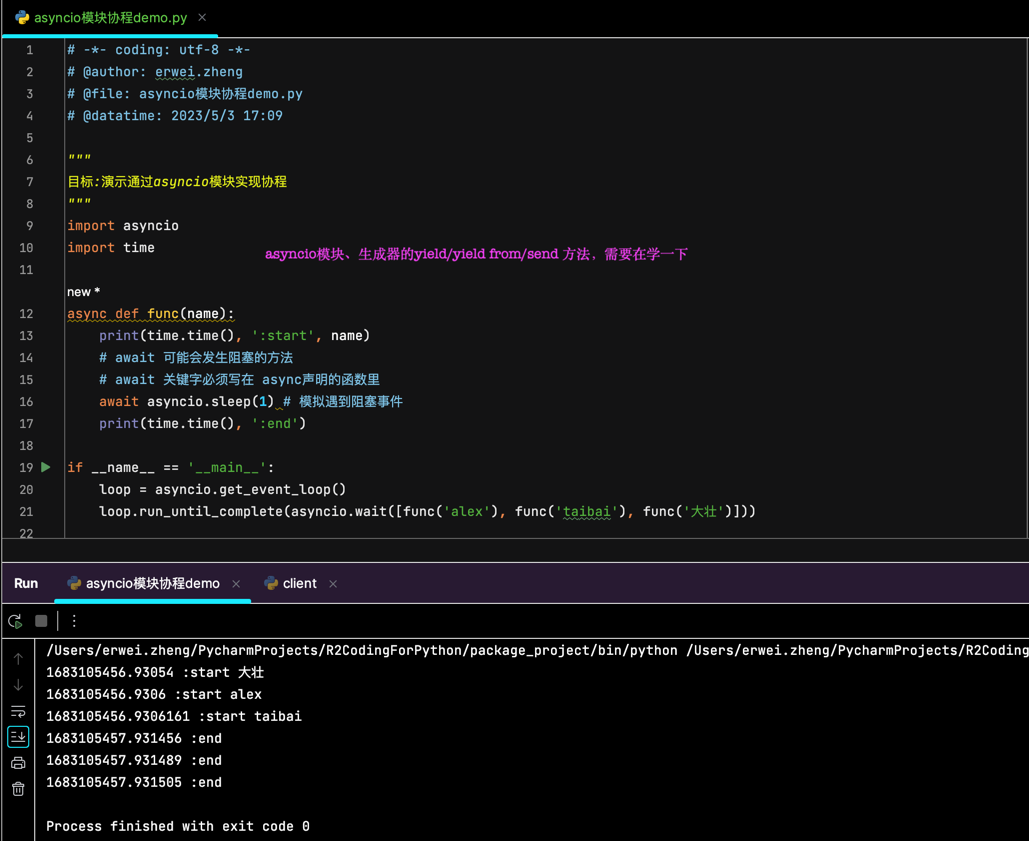 asyncio模块协程demo.py
1 # -*- coding: utf-8 -*-
2 # @author: erwei.zheng
3 # @file: asyncio模块协程demo.py
4 # @datatime: 2023/5/3 17:09
5
6 """
7 目标:演示通过asyncio模块实现协程
8 """
9 import asyncio
10 import time
asyncio模块、生成器的yield/yield from/send 方法，需要在学一下
11
new *
12 async def func(name):
13 print(time.time(), ':start', name)
14 # await 可能会发生阻塞的方法
15 # await 关键字必须写在 async声明的函数里
16 await asyncio.sleep(1) # 模拟遇到阻塞事件
17 print(time.time(), ':end')
18
19 if __name__ == '__main__':
20 loop = asyncio.get_event_loop()
21 loop.run_until_complete(asyncio.wait([func('alex'), func('taibai'), func('大壮')]))
22
Run asyncio模块协程demo client
/Users/erwei.zheng/PycharmProjects/R2CodingForPython/package_project/bin/python /Users/erwei.zheng/PycharmProjects/R2Coding
1683105456.93054 :start 大壮
1683105456.9306 :start alex
1683105456.9306161 :start taibai
1683105457.931456 :end
1683105457.931489 :end
1683105457.931505 :end
Process finished with exit code 0